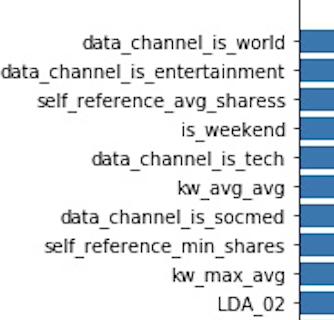 data_channel_is_world
data_channel_is_entertainment
self_reference_avg_sharess
is_weekend
data_channel_is_tech
kw_avg_avg
data_channel_is_socmed
self_reference_min_shares
kw_max_avg
LDA_02